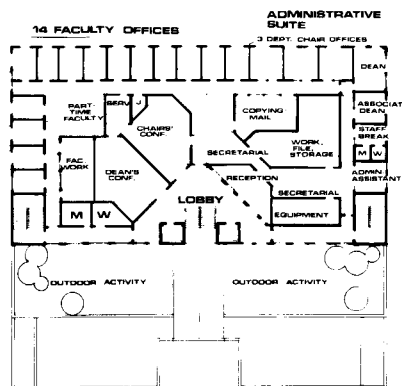 14 FACULTY OFFICES
ADMINISTRATIVE
SUITE
3 DEPT. CHAIR OFFICES
DEAN
PART-
TIME
FACULTY
SERV
J
CHAIRS'
CONF.
COPYING
MAIL
ASSOCIAT
DEAN
STAFF
BREAK
M
W
WORK,
FILE,
STORAGE
SECRETARIAL
FAC
WORK
DEAN'S
CONF.
RECEPTION
ADMIN
ASSISTANT
SECRETARIAL
LOBBY
M
W
EQUIPMENT
OUTDOOR ACTIVITY
OUTDOOR ACTIVITY